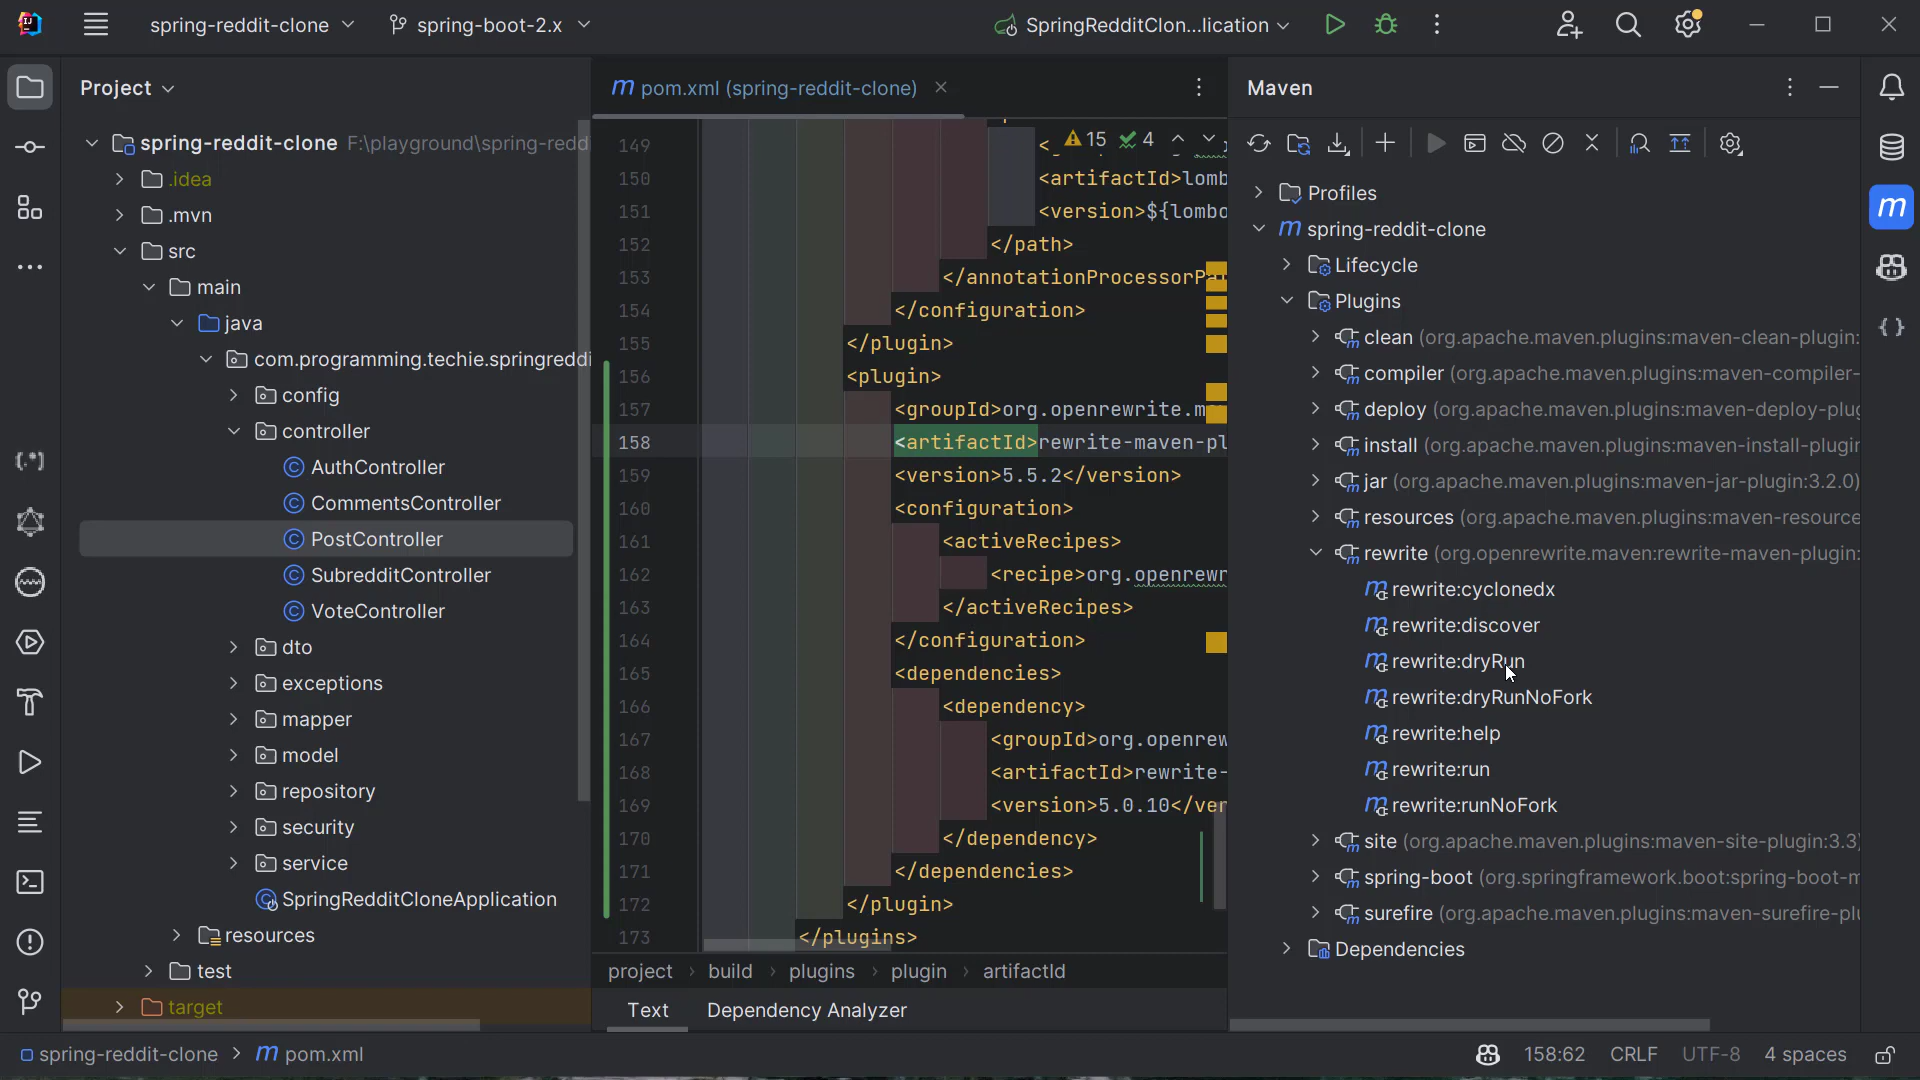 spring-reddit-clone
spring-boot-2.x
SpringRedditClon...lication
Project
spring-reddit-clone F:\playground\spring-redd
.idea
.mvn
src
main
java
com.programming.techie.springreddi
config
controller
AuthController
CommentsController
PostController
SubredditController
VoteController
dto
exceptions
mapper
model
repository
security
service
SpringRedditCloneApplication
resources
test
target
pom.xml (spring-reddit-clone)
15 4
149 <
150 <artifactId>lomb
151 <version>${lombo
152 </path>
153 </annotationProcessorPat
154 </configuration>
155 </plugin>
156 <plugin>
157 <groupId>org.openrewrite.m
158 <artifactId>rewrite-maven-pl
159 <version>5.5.2</version>
160 <configuration>
161 <activeRecipes>
162 <recipe>org.openrewr
163 </activeRecipes>
164 </configuration>
165 <dependencies>
166 <dependency>
167 <groupId>org.openrew
168 <artifactId>rewrite-
169 <version>5.0.10</ver
170 </dependency>
171 </dependencies>
172 </plugin>
173 </plugins>
project > build > plugins > plugin > artifactId
Text Dependency Analyzer
Maven
Profiles
spring-reddit-clone
Lifecycle
Plugins
clean (org.apache.maven.plugins:maven-clean-plugin:
compiler (org.apache.maven.plugins:maven-compiler-
deploy (org.apache.maven.plugins:maven-deploy-plug
install (org.apache.maven.plugins:maven-install-plugin
jar (org.apache.maven.plugins:maven-jar-plugin:3.2.0)
resources (org.apache.maven.plugins:maven-resource
rewrite (org.openrewrite.maven:rewrite-maven-plugin:
rewrite:cyclonedx
rewrite:discover
rewrite:dryRun
rewrite:dryRunNoFork
rewrite:help
rewrite:run
rewrite:runNoFork
site (org.apache.maven.plugins:maven-site-plugin:3.3)
spring-boot (org.springframework.boot:spring-boot-m
surefire (org.apache.maven.plugins:maven-surefire-plu
Dependencies
spring-reddit-clone > pom.xml
158:62 CRLF UTF-8 4 spaces